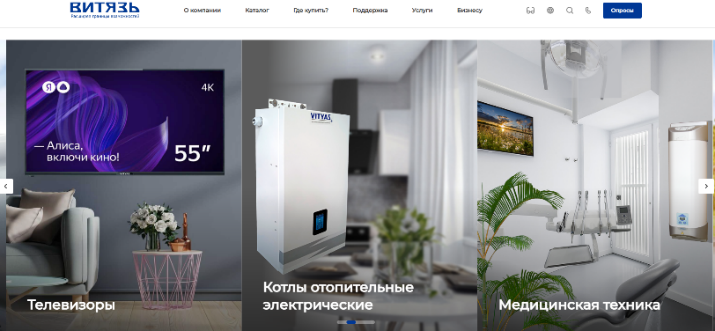 ВИТЯЗЬ
Расширяя границы возможностей
О компании
Каталог
Где купить?
Поддержка
Услуги
Бизнесу
Опросы
Я
4K
— Алиса,
включи кино!
55"
VITYAS
Телевизоры
Котлы отопительные
электрические
Медицинская техника